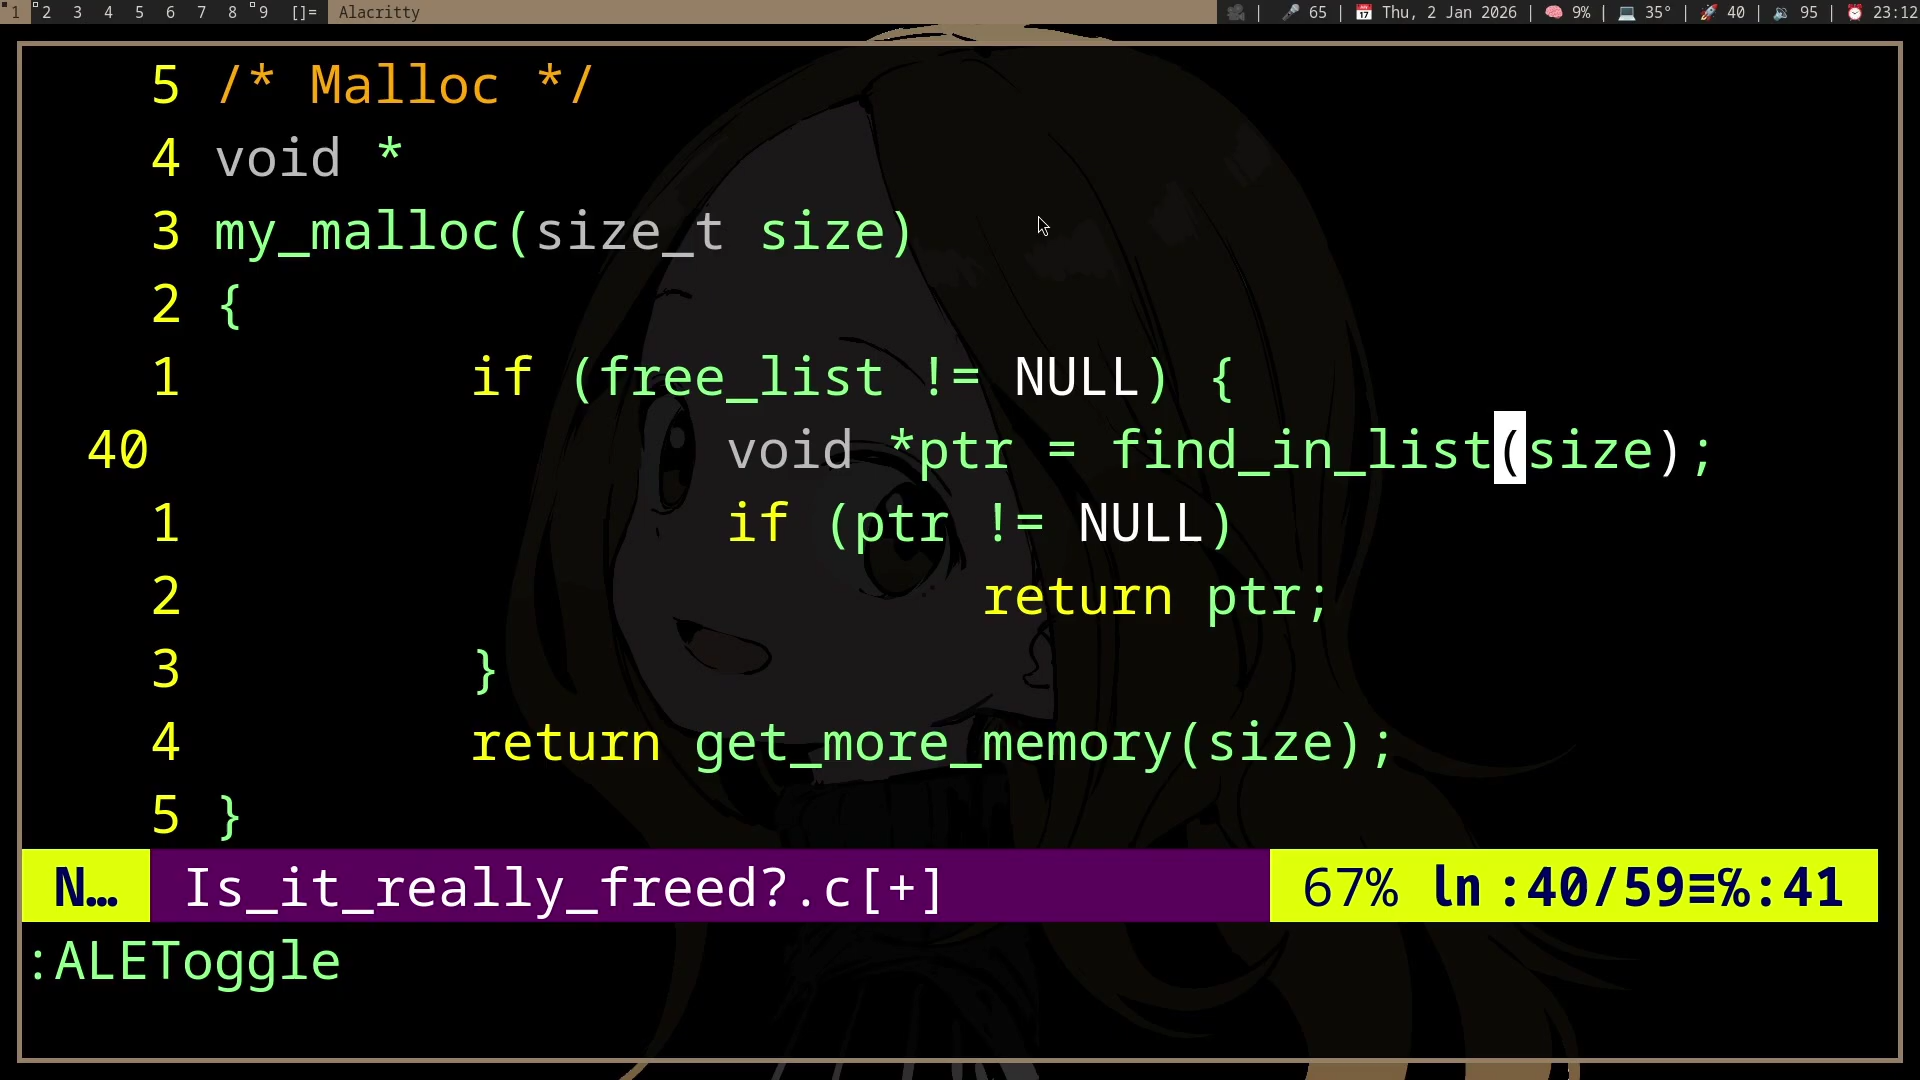 1 2 3 4 5 6 7 8 9 []= Alacritty | 65 | Thu, 2 Jan 2026 | 9% | 35° | 40 | 95 | 23:12
5 /* Malloc */
4 void *
3 my_malloc(size_t size)
2 {
1 if (free_list != NULL) {
40 void *ptr = find_in_list(size);
1 if (ptr != NULL)
2 return ptr;
3 }
4 return get_more_memory(size);
5 }
N… Is_it_really_freed?.c[+] 67% ln :40/59≡℅:41
:ALEToggle